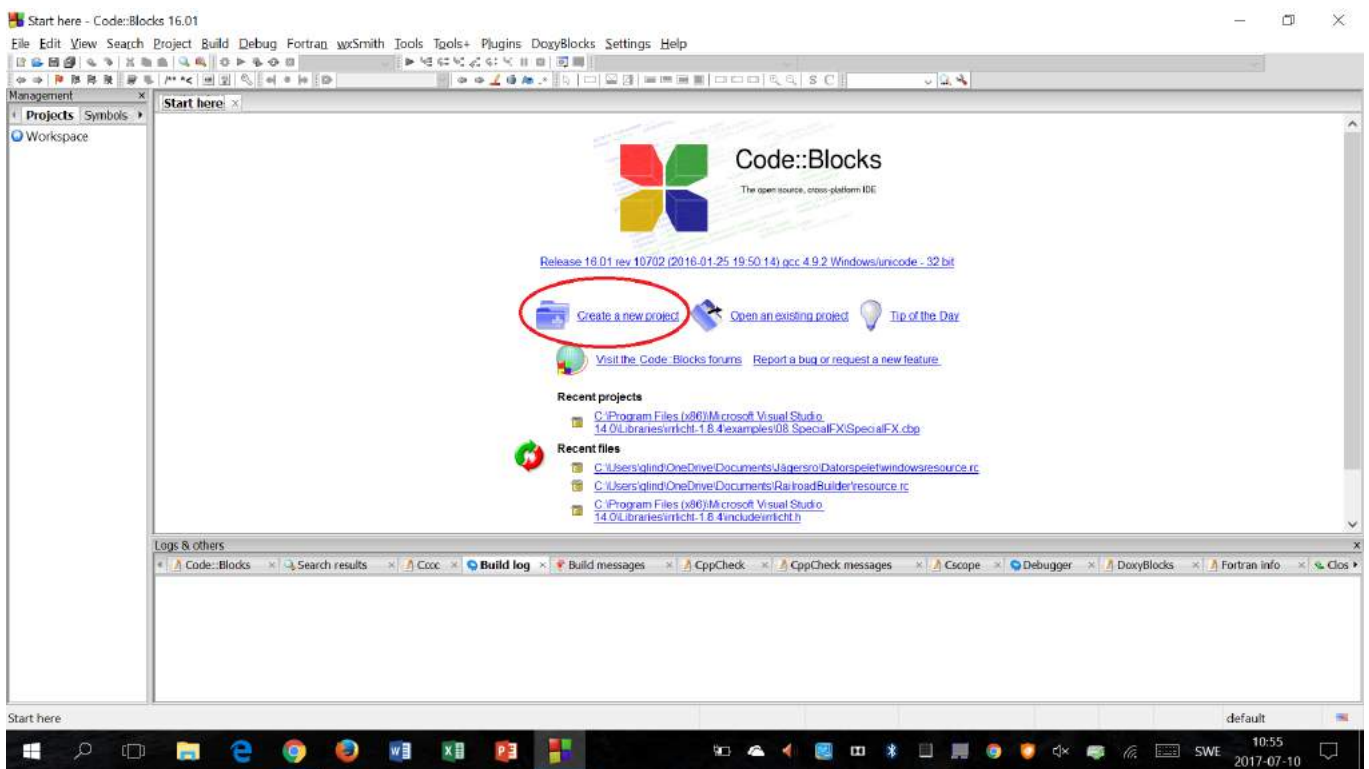 Start here - Code::Blocks 16.01
File Edit View Search Project Build Debug Fortran wxSmith Tools Tools+ Plugins DoxyBlocks Settings Help
S C
Management
Start here
Projects Symbols
Workspace
Code::Blocks
The open source, cross-platform IDE
Release 16.01 rev 10702 (2016-01-25 19:50:14) gcc 4.9.2 Windows/unicode - 32 bit
Create a new project Open an existing project Tip of the Day
Visit the Code::Blocks forums Report a bug or request a new feature
Recent projects
C:\Program Files (x86)\Microsoft Visual Studio
14.0\Libraries\irrlicht-1.8.4\examples\08.SpecialFX\SpecialFX.cbp
Recent files
C:\Users\glind\OneDrive\Documents\Jägersro\Datorspelet\windowsresource.rc
C:\Users\glind\OneDrive\Documents\RailroadBuilder\resource.rc
C:\Program Files (x86)\Microsoft Visual Studio
14.0\Libraries\irrlicht-1.8.4\include\irrlicht.h
Logs & others
Code::Blocks Search results Cccc Build log Build messages CppCheck CppCheck messages Cscope Debugger DoxyBlocks Fortran info Clos
Start here default
SWE 10:55
2017-07-10